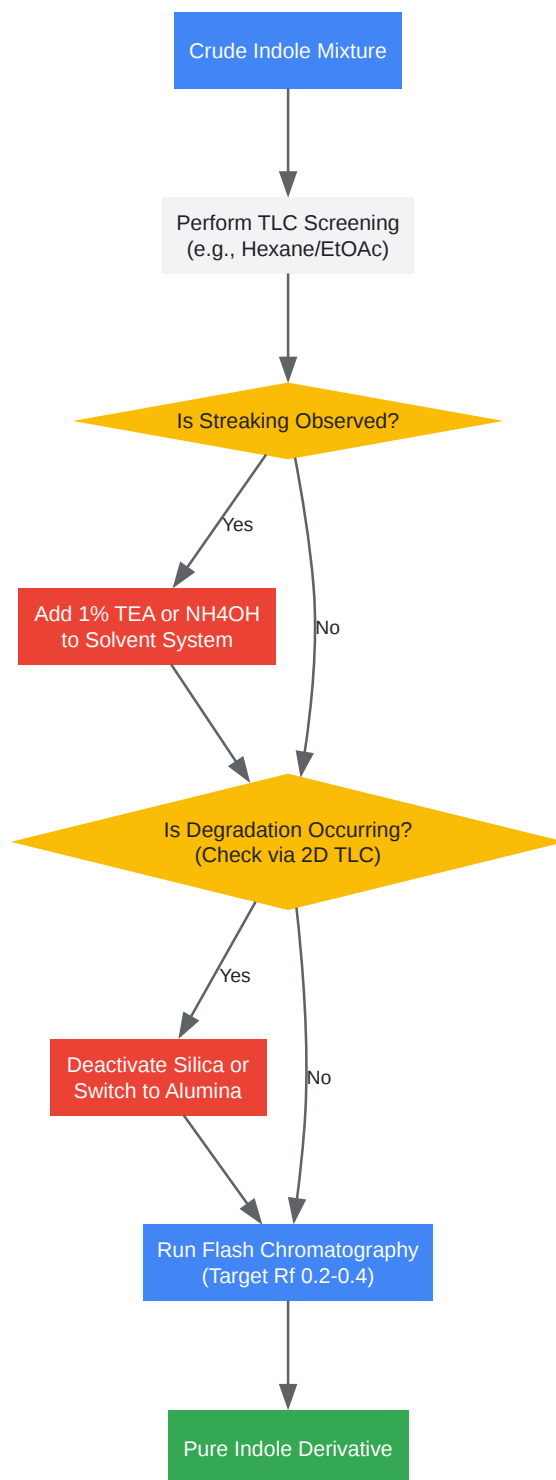 Crude Indole Mixture
Perform TLC Screening
(e.g., Hexane/EtOAc)
Is Streaking Observed?
Yes
Add 1% TEA or NH4OH
to Solvent System
No
Is Degradation Occurring?
(Check via 2D TLC)
Yes
Deactivate Silica or
Switch to Alumina
No
Run Flash Chromatography
(Target Rf 0.2-0.4)
Pure Indole Derivative